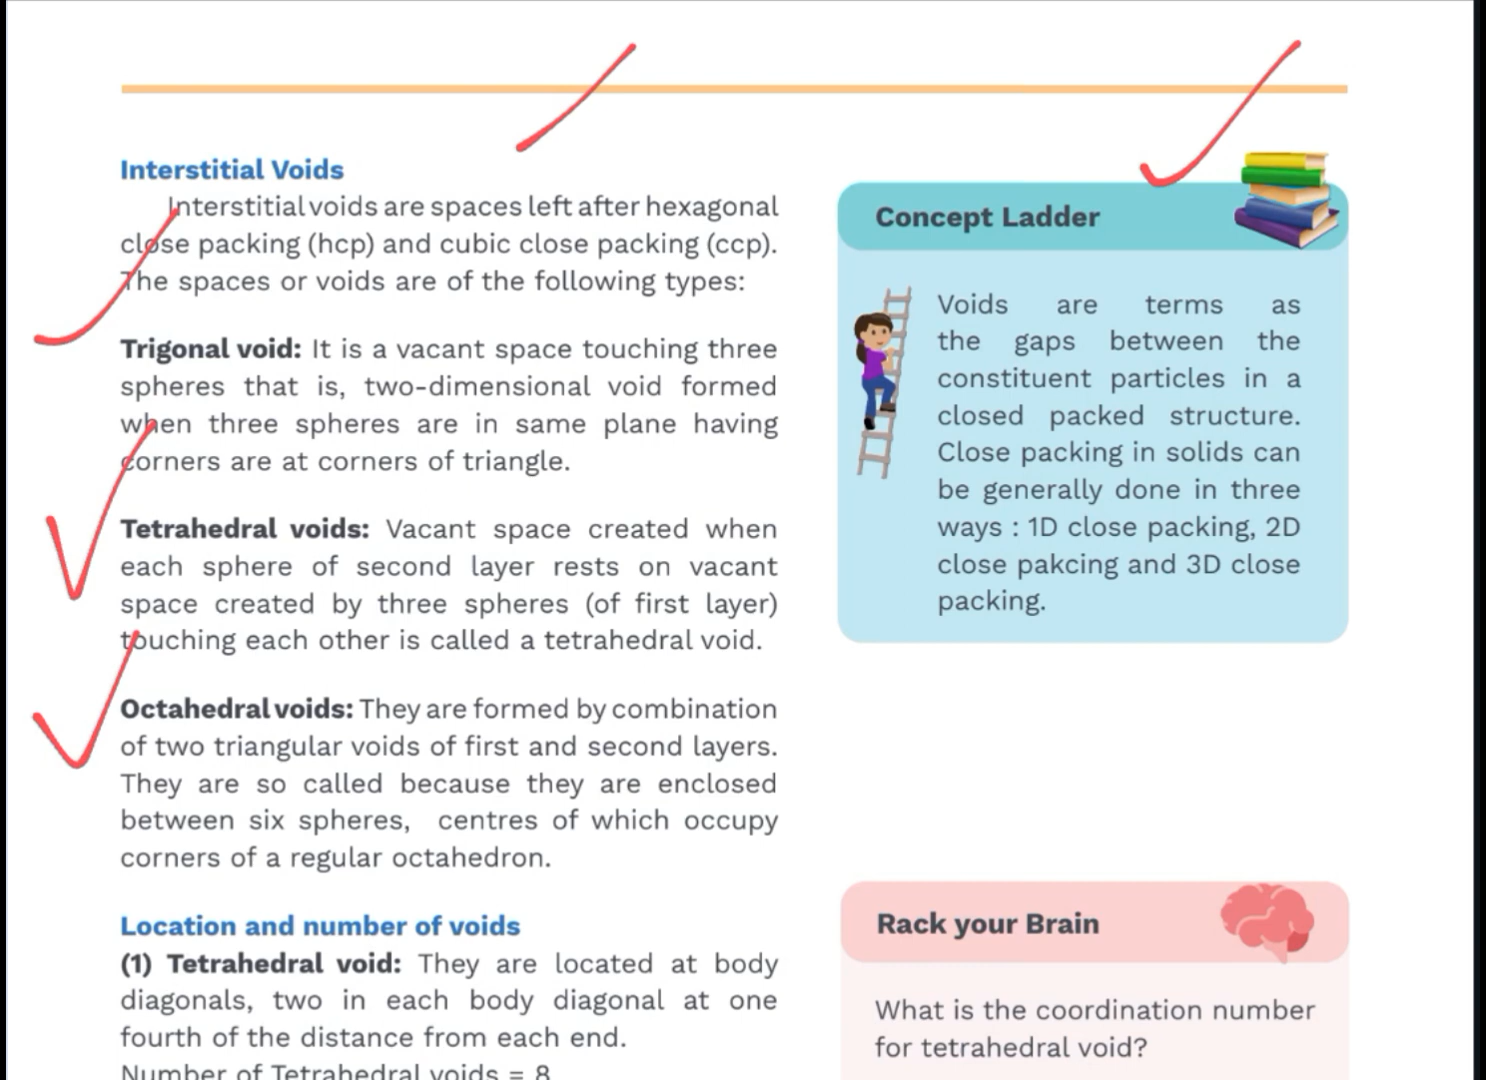 Interstitial Voids
Interstitial voids are spaces left after hexagonal
close packing (hcp) and cubic close packing (ccp).
The spaces or voids are of the following types:
Trigonal void: It is a vacant space touching three
spheres that is, two-dimensional void formed
when three spheres are in same plane having
corners are at corners of triangle.
Tetrahedral voids: Vacant space created when
each sphere of second layer rests on vacant
space created by three spheres (of first layer)
touching each other is called a tetrahedral void.
Octahedral voids: They are formed by combination
of two triangular voids of first and second layers.
They are so called because they are enclosed
between six spheres, centres of which occupy
corners of a regular octahedron.
Location and number of voids
(1) Tetrahedral void: They are located at body
diagonals, two in each body diagonal at one
fourth of the distance from each end.
Number of Tetrahedral voids = 8
Concept Ladder
Voids are terms as
the gaps between the
constituent particles in a
closed packed structure.
Close packing in solids can
be generally done in three
ways : 1D close packing, 2D
close pakcing and 3D close
packing.
Rack your Brain
What is the coordination number
for tetrahedral void?